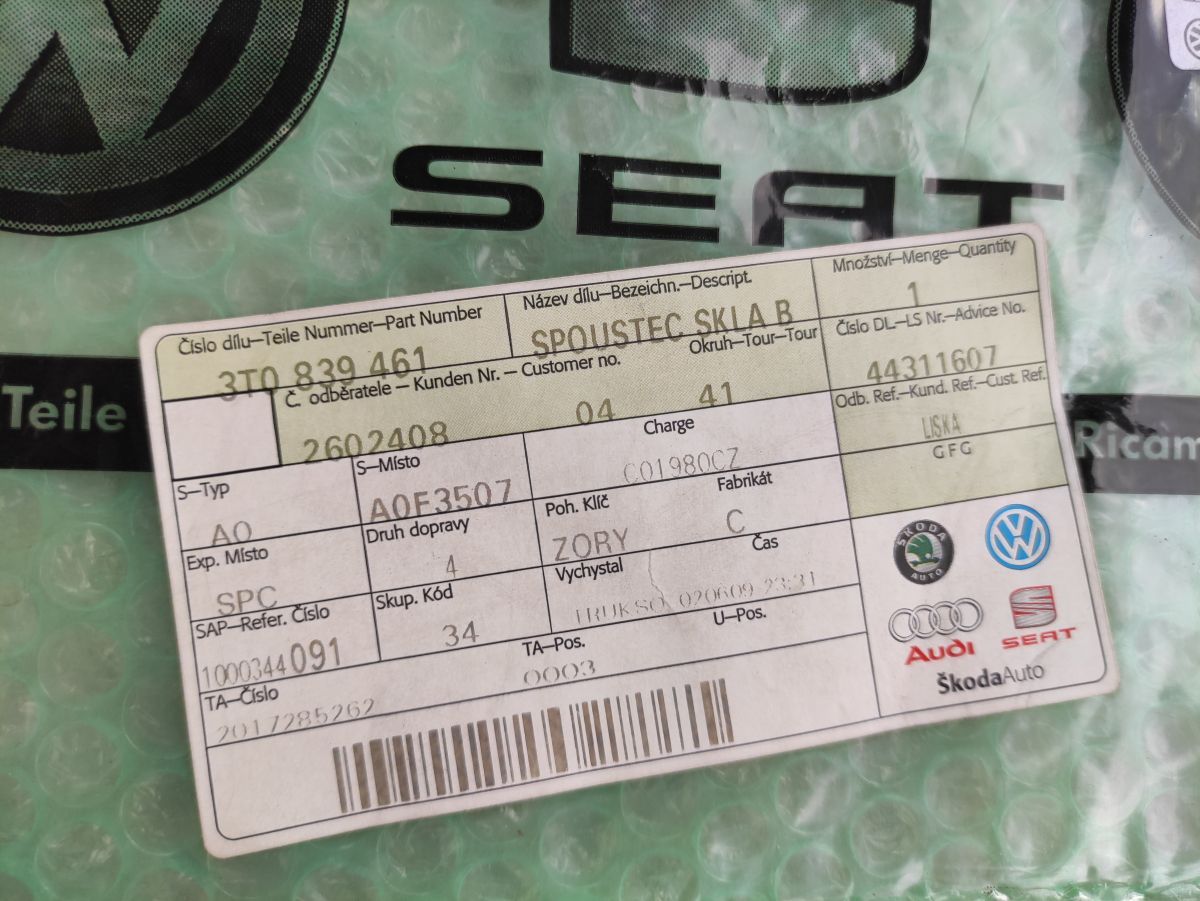 SEAT
Teile
Ricam
Číslo dílu–Teile Nummer–Part Number
3T0 839 461
Název dílu–Bezeichn.–Descript.
SPOUSTEC SKLA B
Množství–Menge–Quantity
1
Č. odběratele – Kunden Nr. – Customer no.
2602408
Okruh–Tour–Tour
04 41
Číslo DL.–LS Nr.–Advice No.
44311607
Odb. Ref.–Kund. Ref.–Cust. Ref.
LISKA
GFG
S–Typ
AO
S–Místo
A0F3507
Charge
C01980CZ
Exp. Místo
SPC
Druh dopravy
4
Poh. Klíč
ZORY
Fabrikát
C
SAP–Refer. Číslo
1000344091
Skup. Kód
34
Vychystal
Čas
TRUKSO 020609 23:31
TA–Číslo
2017285262
TA–Pos.
0003
U–Pos.
ŠKODA
AUTO
Audi
SEAT
ŠkodaAuto